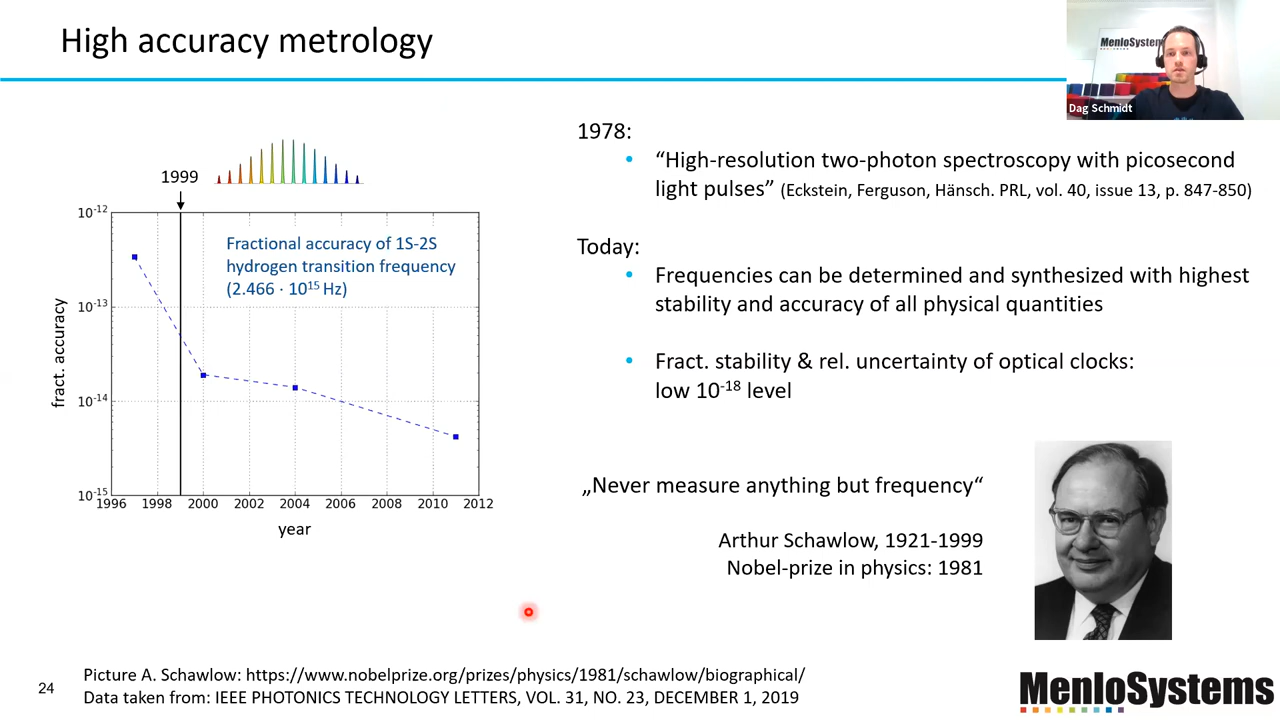 High accuracy metrology
MenloSystem
Dag Schmidt
1999
10⁻¹²
10⁻¹³
10⁻¹⁴
10⁻¹⁵
fract. accuracy
Fractional accuracy of 1S-2S
hydrogen transition frequency
(2.466 · 10¹⁵ Hz)
1996 1998 2000 2002 2004 2006 2008 2010 2012
year
1978:
• “High-resolution two-photon spectroscopy with picosecond
light pulses” (Eckstein, Ferguson, Hänsch. PRL, vol. 40, issue 13, p. 847-850)
Today:
• Frequencies can be determined and synthesized with highest
stability and accuracy of all physical quantities
• Fract. stability & rel. uncertainty of optical clocks:
low 10⁻¹⁸ level
„Never measure anything but frequency“
Arthur Schawlow, 1921-1999
Nobel-prize in physics: 1981
24
Picture A. Schawlow: https://www.nobelprize.org/prizes/physics/1981/schawlow/biographical/
Data taken from: IEEE PHOTONICS TECHNOLOGY LETTERS, VOL. 31, NO. 23, DECEMBER 1, 2019
MenloSystems